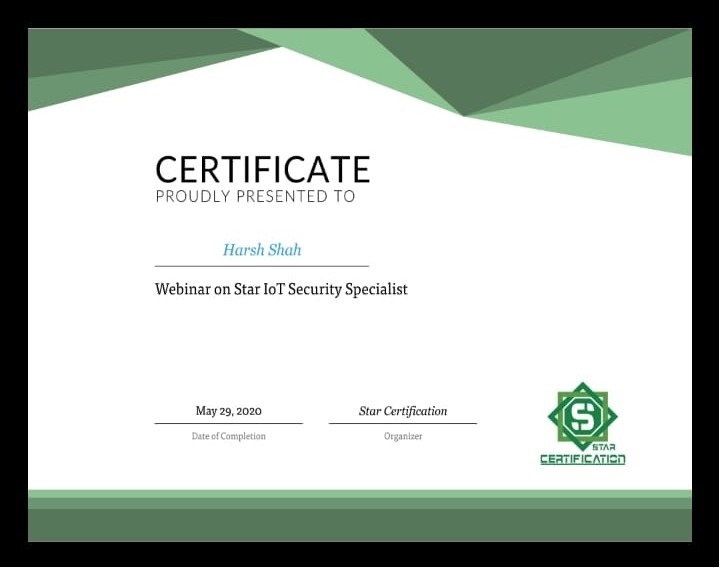 CERTIFICATE
PROUDLY PRESENTED TO
Harsh Shah
Webinar on Star IoT Security Specialist
May 29, 2020
Date of Completion
Star Certification
Organizer
S
STAR
CERTIFICATION